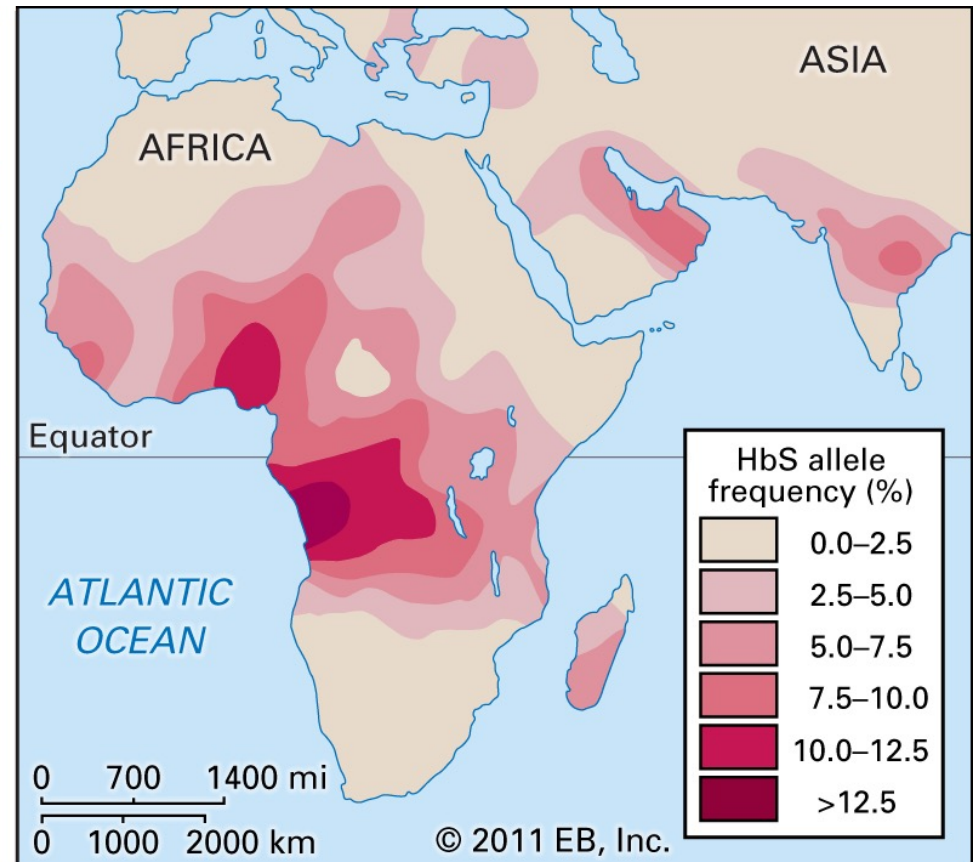 ASIA
AFRICA
Equator
HbS allele
frequency (%)
0.0–2.5
2.5–5.0
5.0–7.5
7.5–10.0
10.0–12.5
>12.5
ATLANTIC
OCEAN
0 700 1400 mi
0 1000 2000 km
© 2011 EB, Inc.